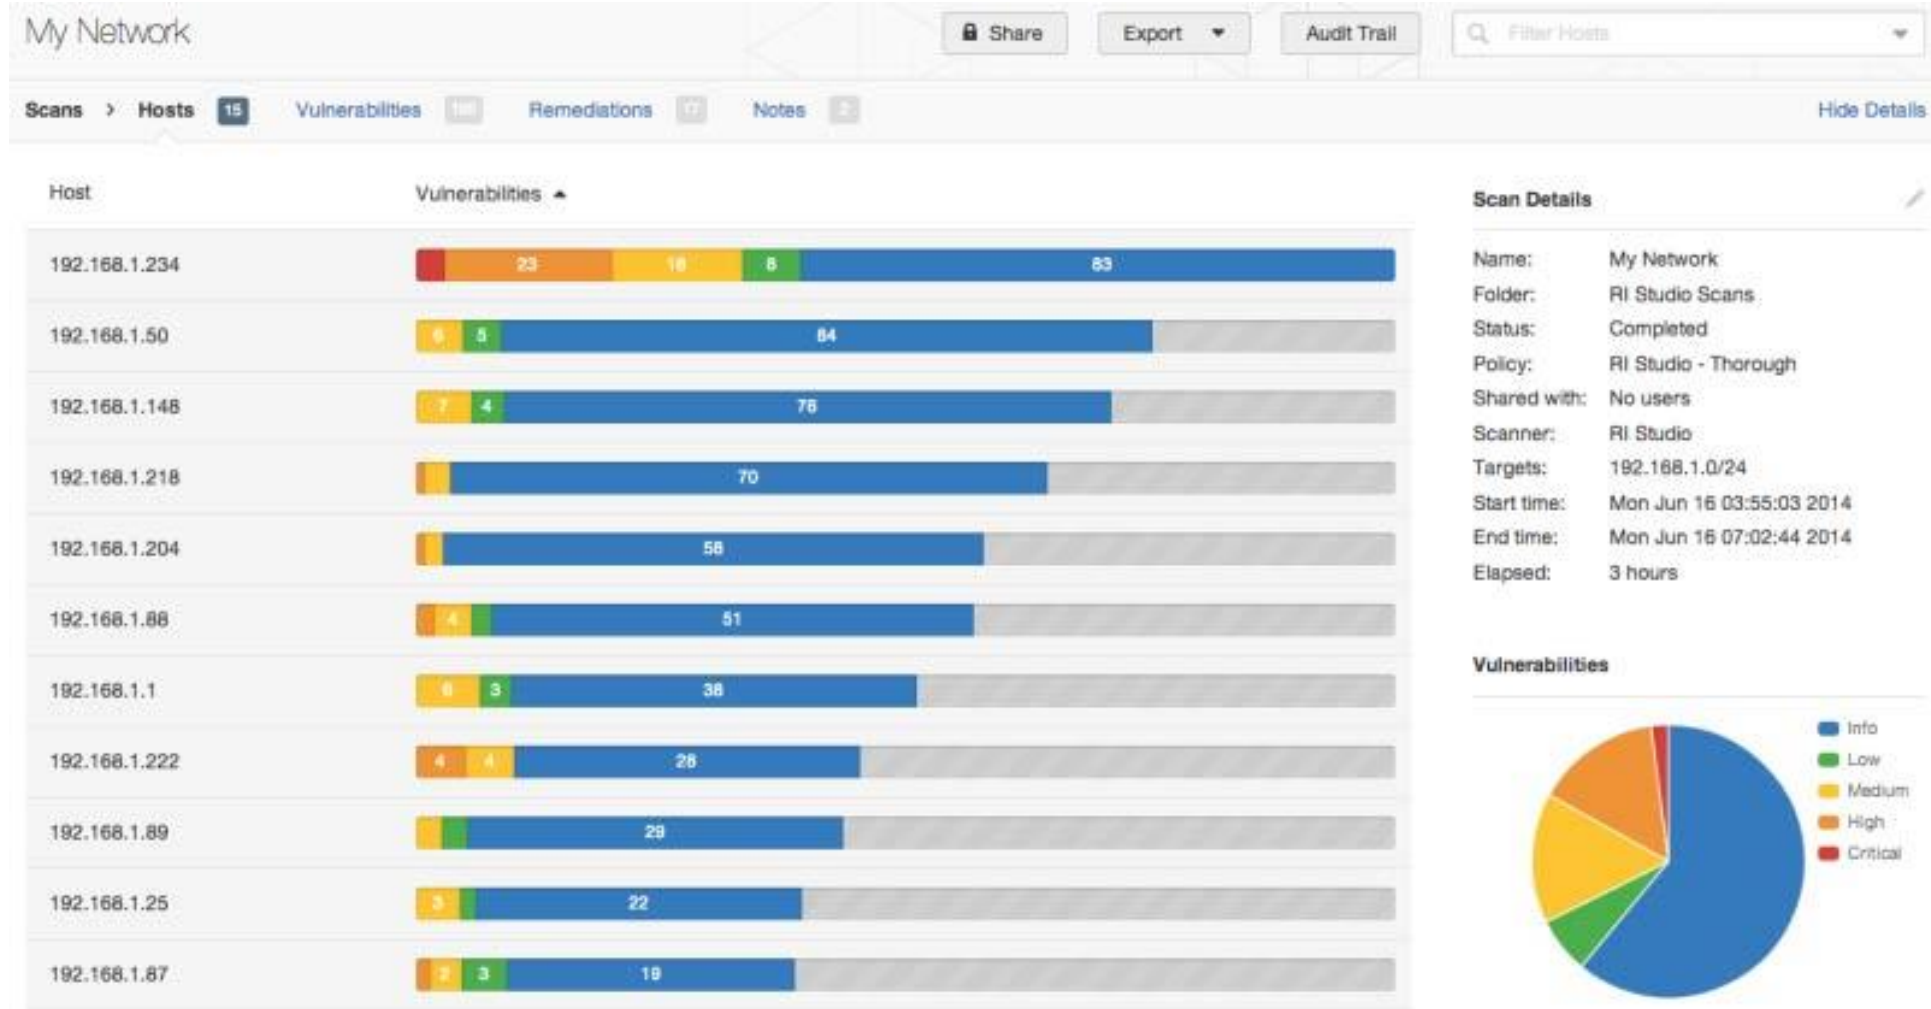 My Network
Share
Export
Audit Trail
Filter Hosts
Scans > Hosts 15
Vulnerabilities
Remediations 17
Notes 2
Hide Details
Host
Vulnerabilities
192.168.1.234
23
18
8
83
192.168.1.50
6
5
84
192.168.1.148
7
4
192.168.1.218
70
192.168.1.204
192.168.1.88
4
51
192.168.1.1
6
3
38
192.168.1.222
4
4
28
192.168.1.89
29
192.168.1.25
3
22
192.168.1.87
2
3
19
Scan Details
Name: My Network
Folder: RI Studio Scans
Status: Completed
Policy: RI Studio - Thorough
Shared with: No users
Scanner: RI Studio
Targets: 192.168.1.0/24
Start time: Mon Jun 16 03:55:03 2014
End time: Mon Jun 16 07:02:44 2014
Elapsed: 3 hours
Vulnerabilities
Info
Low
Medium
High
Critical